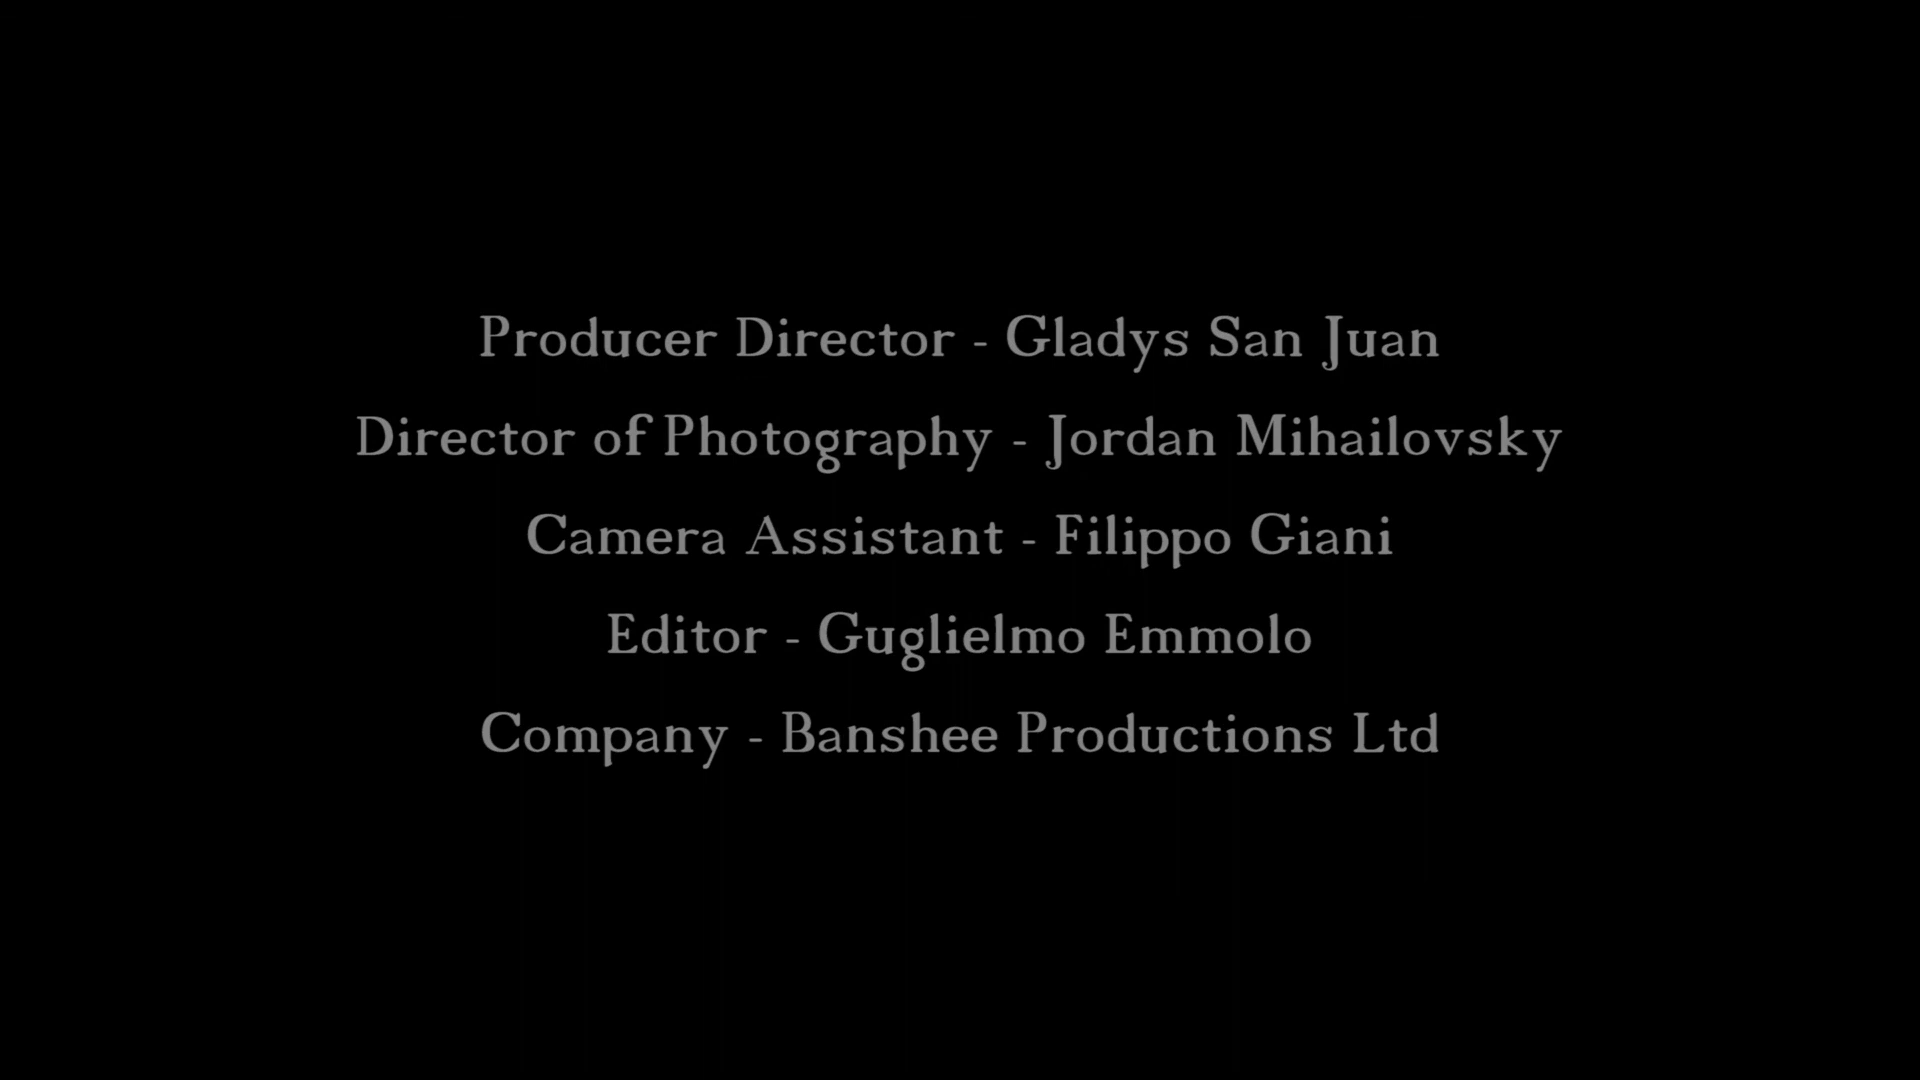 Producer Director - Gladys San Juan
Director of Photography - Jordan Mihailovsky
Camera Assistant - Filippo Giani
Editor - Guglielmo Emmolo
Company - Banshee Productions Ltd